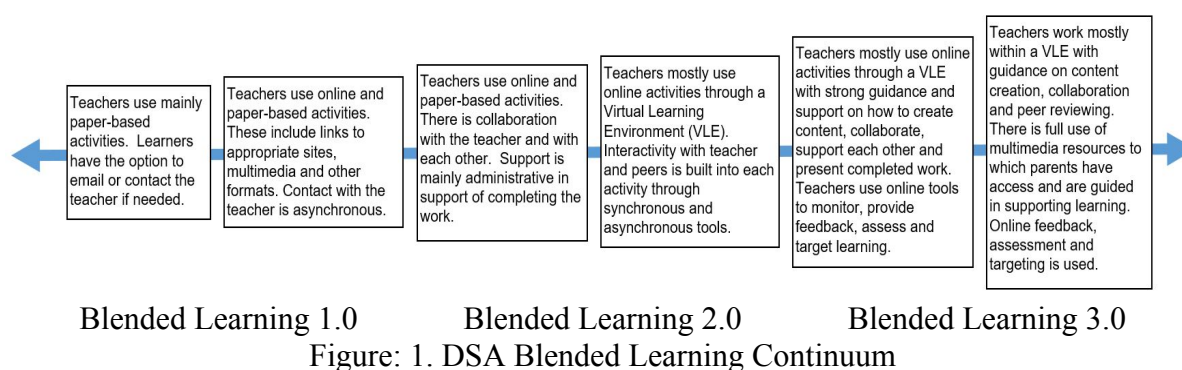 Teachers use mainly
paper-based
activities. Learners
have the option to
email or contact the
teacher if needed.
Teachers use online and
paper-based activities.
These include links to
appropriate sites,
multimedia and other
formats. Contact with the
teacher is asynchronous.
Teachers use online and
paper-based activities.
There is collaboration
with the teacher and with
each other. Support is
mainly administrative in
support of completing the
work.
Teachers mostly use
online activities through a
Virtual Learning
Environment (VLE).
Interactivity with teacher
and peers is built into each
activity through
synchronous and
asynchronous tools.
Teachers mostly use online
activities through a VLE
with strong guidance and
support on how to create
content, collaborate,
support each other and
present completed work.
Teachers use online tools
to monitor, provide
feedback, assess and
target learning.
Teachers work mostly
within a VLE with
guidance on content
creation, collaboration
and peer reviewing.
There is full use of
multimedia resources to
which parents have
access and are guided
in supporting learning.
Online feedback,
assessment and
targeting is used.
Blended Learning 1.0
Blended Learning 2.0
Blended Learning 3.0
Figure: 1. DSA Blended Learning Continuum